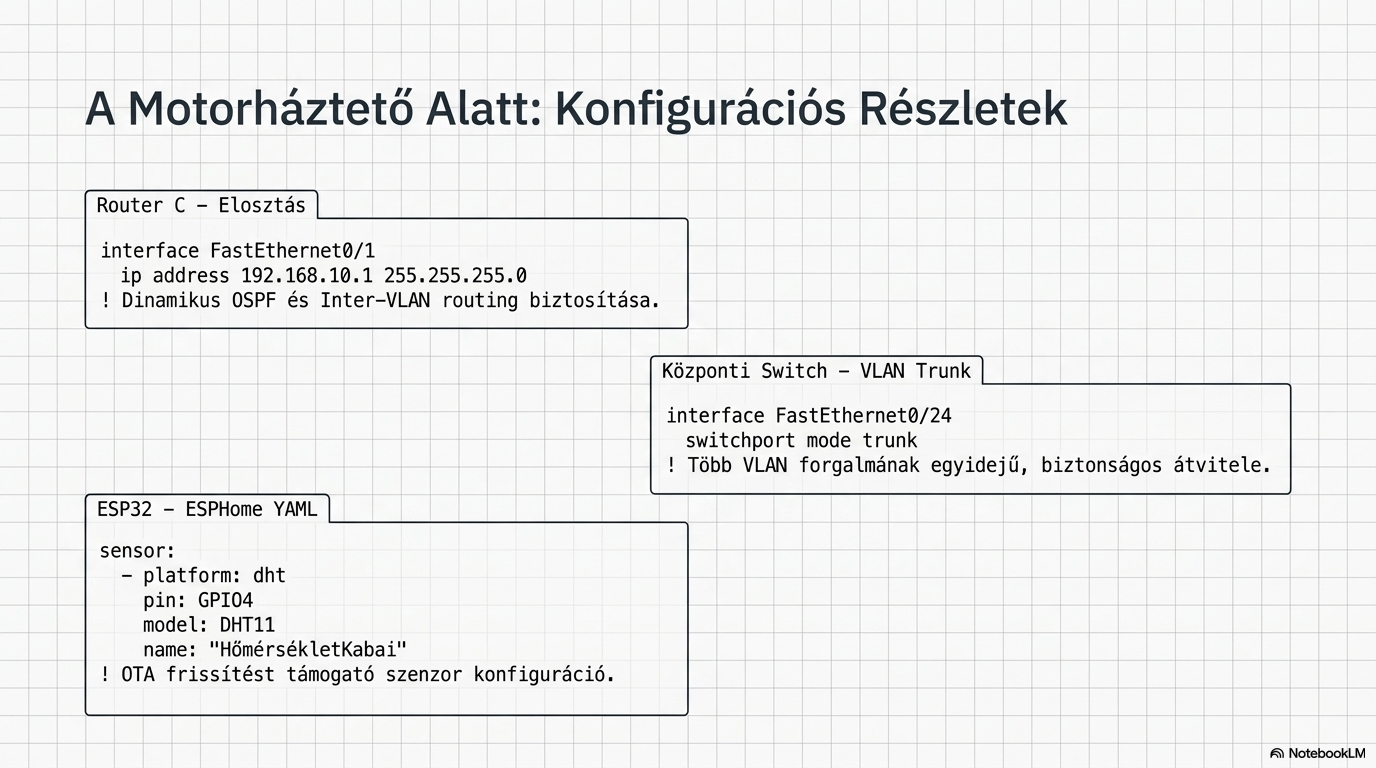 A Motorháztető Alatt: Konfigurációs Részletek
Router C – Elosztás
interface FastEthernet0/1
ip address 192.168.10.1 255.255.255.0
! Dinamikus OSPF és Inter-VLAN routing biztosítása.
Központi Switch – VLAN Trunk
interface FastEthernet0/24
switchport mode trunk
! Több VLAN forgalmának egyidejű, biztonságos átvitele.
ESP32 – ESPHome YAML
sensor:
– platform: dht
pin: GPIO4
model: DHT11
name: "HőmérsékletKabai"
! OTA frissítést támogató szenzor konfiguráció.
NotebookLM